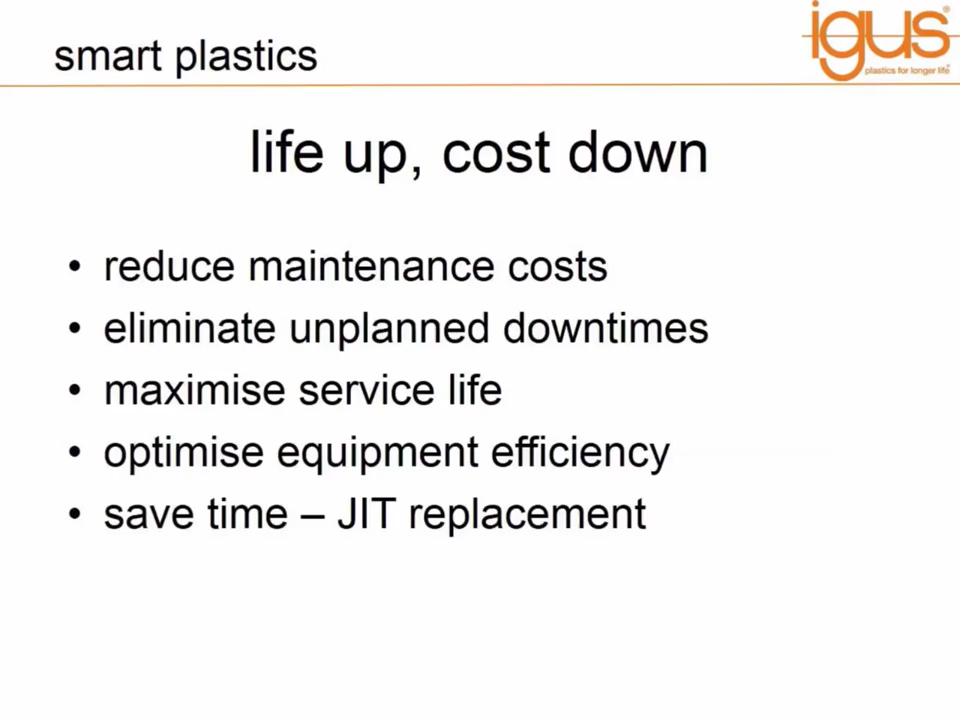 smart plastics
igus®
plastics for longer life®
life up, cost down
• reduce maintenance costs
• eliminate unplanned downtimes
• maximise service life
• optimise equipment efficiency
• save time – JIT replacement